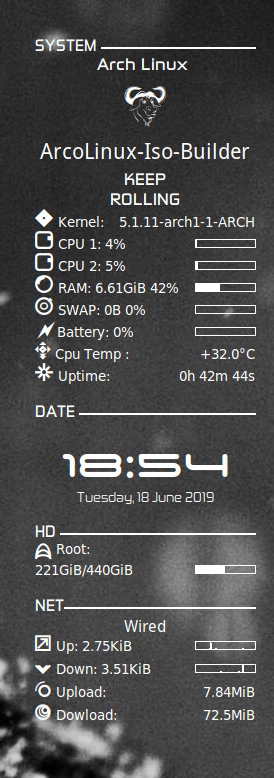 SYSTEM
Arch Linux
ArcoLinux-Iso-Builder
KEEP
ROLLING
Kernel: 5.1.11-arch1-1-ARCH
CPU 1: 4%
CPU 2: 5%
RAM: 6.61GiB 42%
SWAP: 0B 0%
Battery: 0%
Cpu Temp : +32.0°C
Uptime: 0h 42m 44s
DATE
18:54
Tuesday, 18 June 2019
HD
Root:
221GiB/440GiB
NET
Wired
Up: 2.75KiB
Down: 3.51KiB
Upload: 7.84MiB
Dowload: 72.5MiB